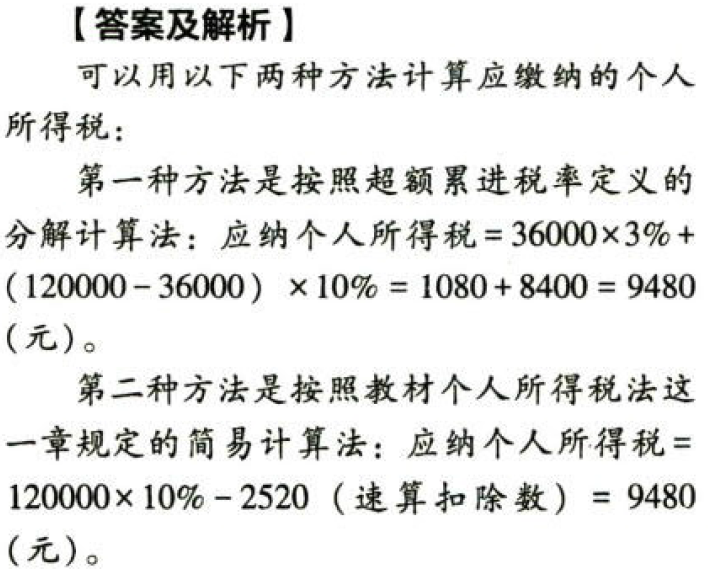 【答案及解析】
可以用以下两种方法计算应缴纳的个人
所得税：
第一种方法是按照超额累进税率定义的
分解计算法：应纳个人所得税=36000×3%+
(120000-36000）×10%=1080+8400=9480
(元)。
第二种方法是按照教材个人所得税法这
一章规定的简易计算法：应纳个人所得税=
120000×10%-2520（速算扣除数）=9480
(元)。